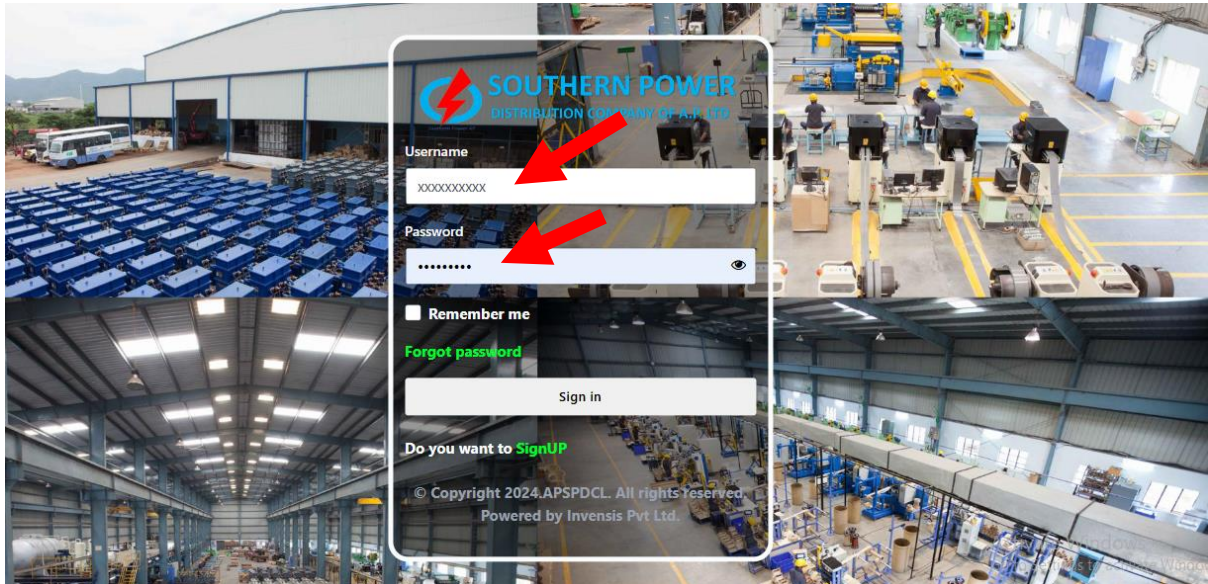 SOUTHERN POWER
DISTRIBUTION COMPANY OF A.P. LTD
Username
xxxxxxxxxx
Password
•••••••••
Remember me
Forgot password
Sign in
Do you want to SignUP
© Copyright 2024.APSPDCL. All rights reserved.
Powered by Invensis Pvt Ltd.